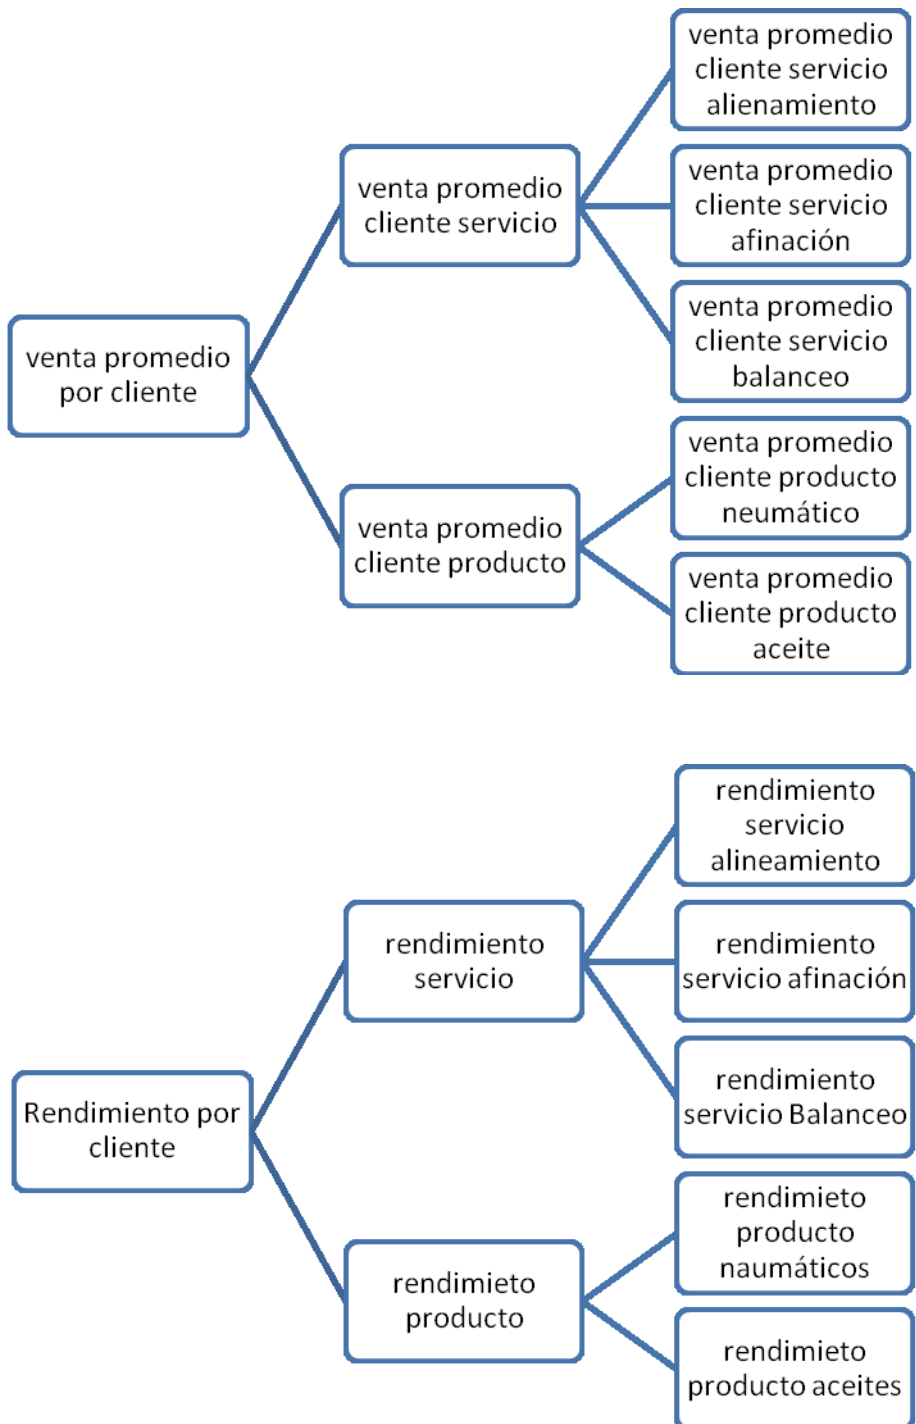 venta promedio
por cliente
venta promedio
cliente servicio
venta promedio
cliente servicio
alienamiento
venta promedio
cliente servicio
afinación
venta promedio
cliente servicio
balanceo
venta promedio
cliente producto
venta promedio
cliente producto
neumático
venta promedio
cliente producto
aceite
Rendimiento por
cliente
rendimiento
servicio
rendimiento
servicio
alineamiento
rendimiento
servicio afinación
rendimiento
servicio Balanceo
rendimieto
producto
rendimieto
producto
naumáticos
rendimieto
producto aceites